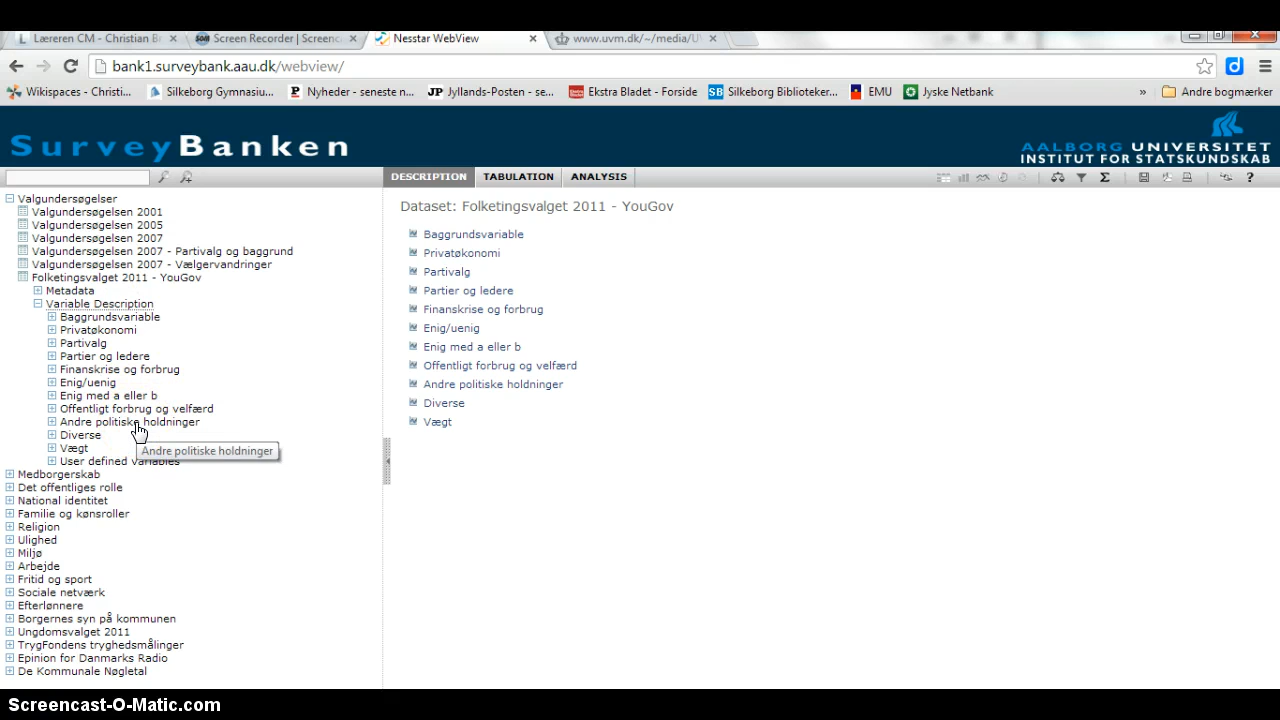 Læreren CM - Christian B
Screen Recorder | Screenc
Nesstar WebView
www.uvm.dk/~/media/U
bank1.surveybank.aau.dk/webview/
Wikispaces - Christi...
Silkeborg Gymnasiu...
P Nyheder - seneste n...
JP Jyllands-Posten - se...
Ekstra Bladet - Forside
SB Silkeborg Biblioteker...
EMU
Jyske Netbank
»
Andre bogmærker
SurveyBanken
AALBORG UNIVERSITET
INSTITUT FOR STATSKUNDSKAB
DESCRIPTION
TABULATION
ANALYSIS
Valgundersøgelser
Valgundersøgelsen 2001
Valgundersøgelsen 2005
Valgundersøgelsen 2007
Valgundersøgelsen 2007 - Partivalg og baggrund
Valgundersøgelsen 2007 - Vælgervandringer
Folketingsvalget 2011 - YouGov
Metadata
Variable Description
Baggrundsvariable
Privatøkonomi
Partivalg
Partier og ledere
Finanskrise og forbrug
Enig/uenig
Enig med a eller b
Offentligt forbrug og velfærd
Andre politiske holdninger
Diverse
Vægt
Andre politiske holdninger
User defined variables
Medborgerskab
Det offentliges rolle
National identitet
Familie og kønsroller
Religion
Ulighed
Miljø
Arbejde
Fritid og sport
Sociale netværk
Efterlønnere
Borgernes syn på kommunen
Ungdomsvalget 2011
TrygFondens tryghedsmålinger
Epinion for Danmarks Radio
De Kommunale Nøgletal
Dataset: Folketingsvalget 2011 - YouGov
Baggrundsvariable
Privatøkonomi
Partivalg
Partier og ledere
Finanskrise og forbrug
Enig/uenig
Enig med a eller b
Offentligt forbrug og velfærd
Andre politiske holdninger
Diverse
Vægt
Screencast-O-Matic.com